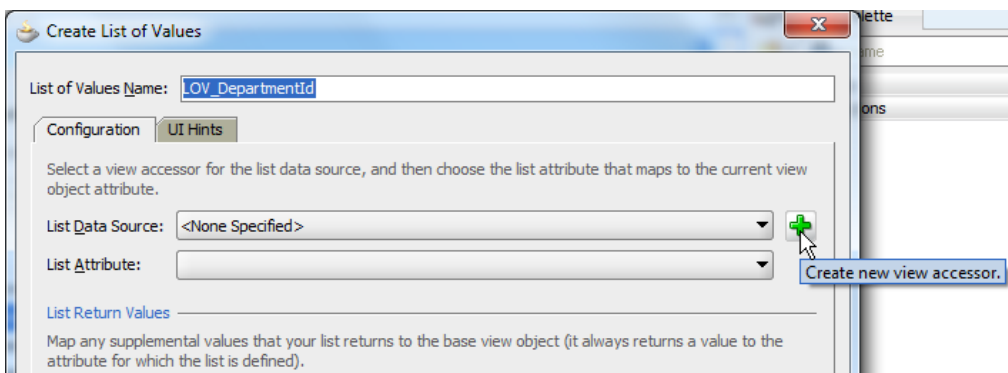 Create List of Values
lette
me
List of Values Name: LOV_DepartmentId
ons
Configuration UI Hints
Select a view accessor for the list data source, and then choose the list attribute that maps to the current view
object attribute.
List Data Source: <None Specified>
List Attribute:
Create new view accessor.
List Return Values
Map any supplemental values that your list returns to the base view object (it always returns a value to the
attribute for which the list is defined).